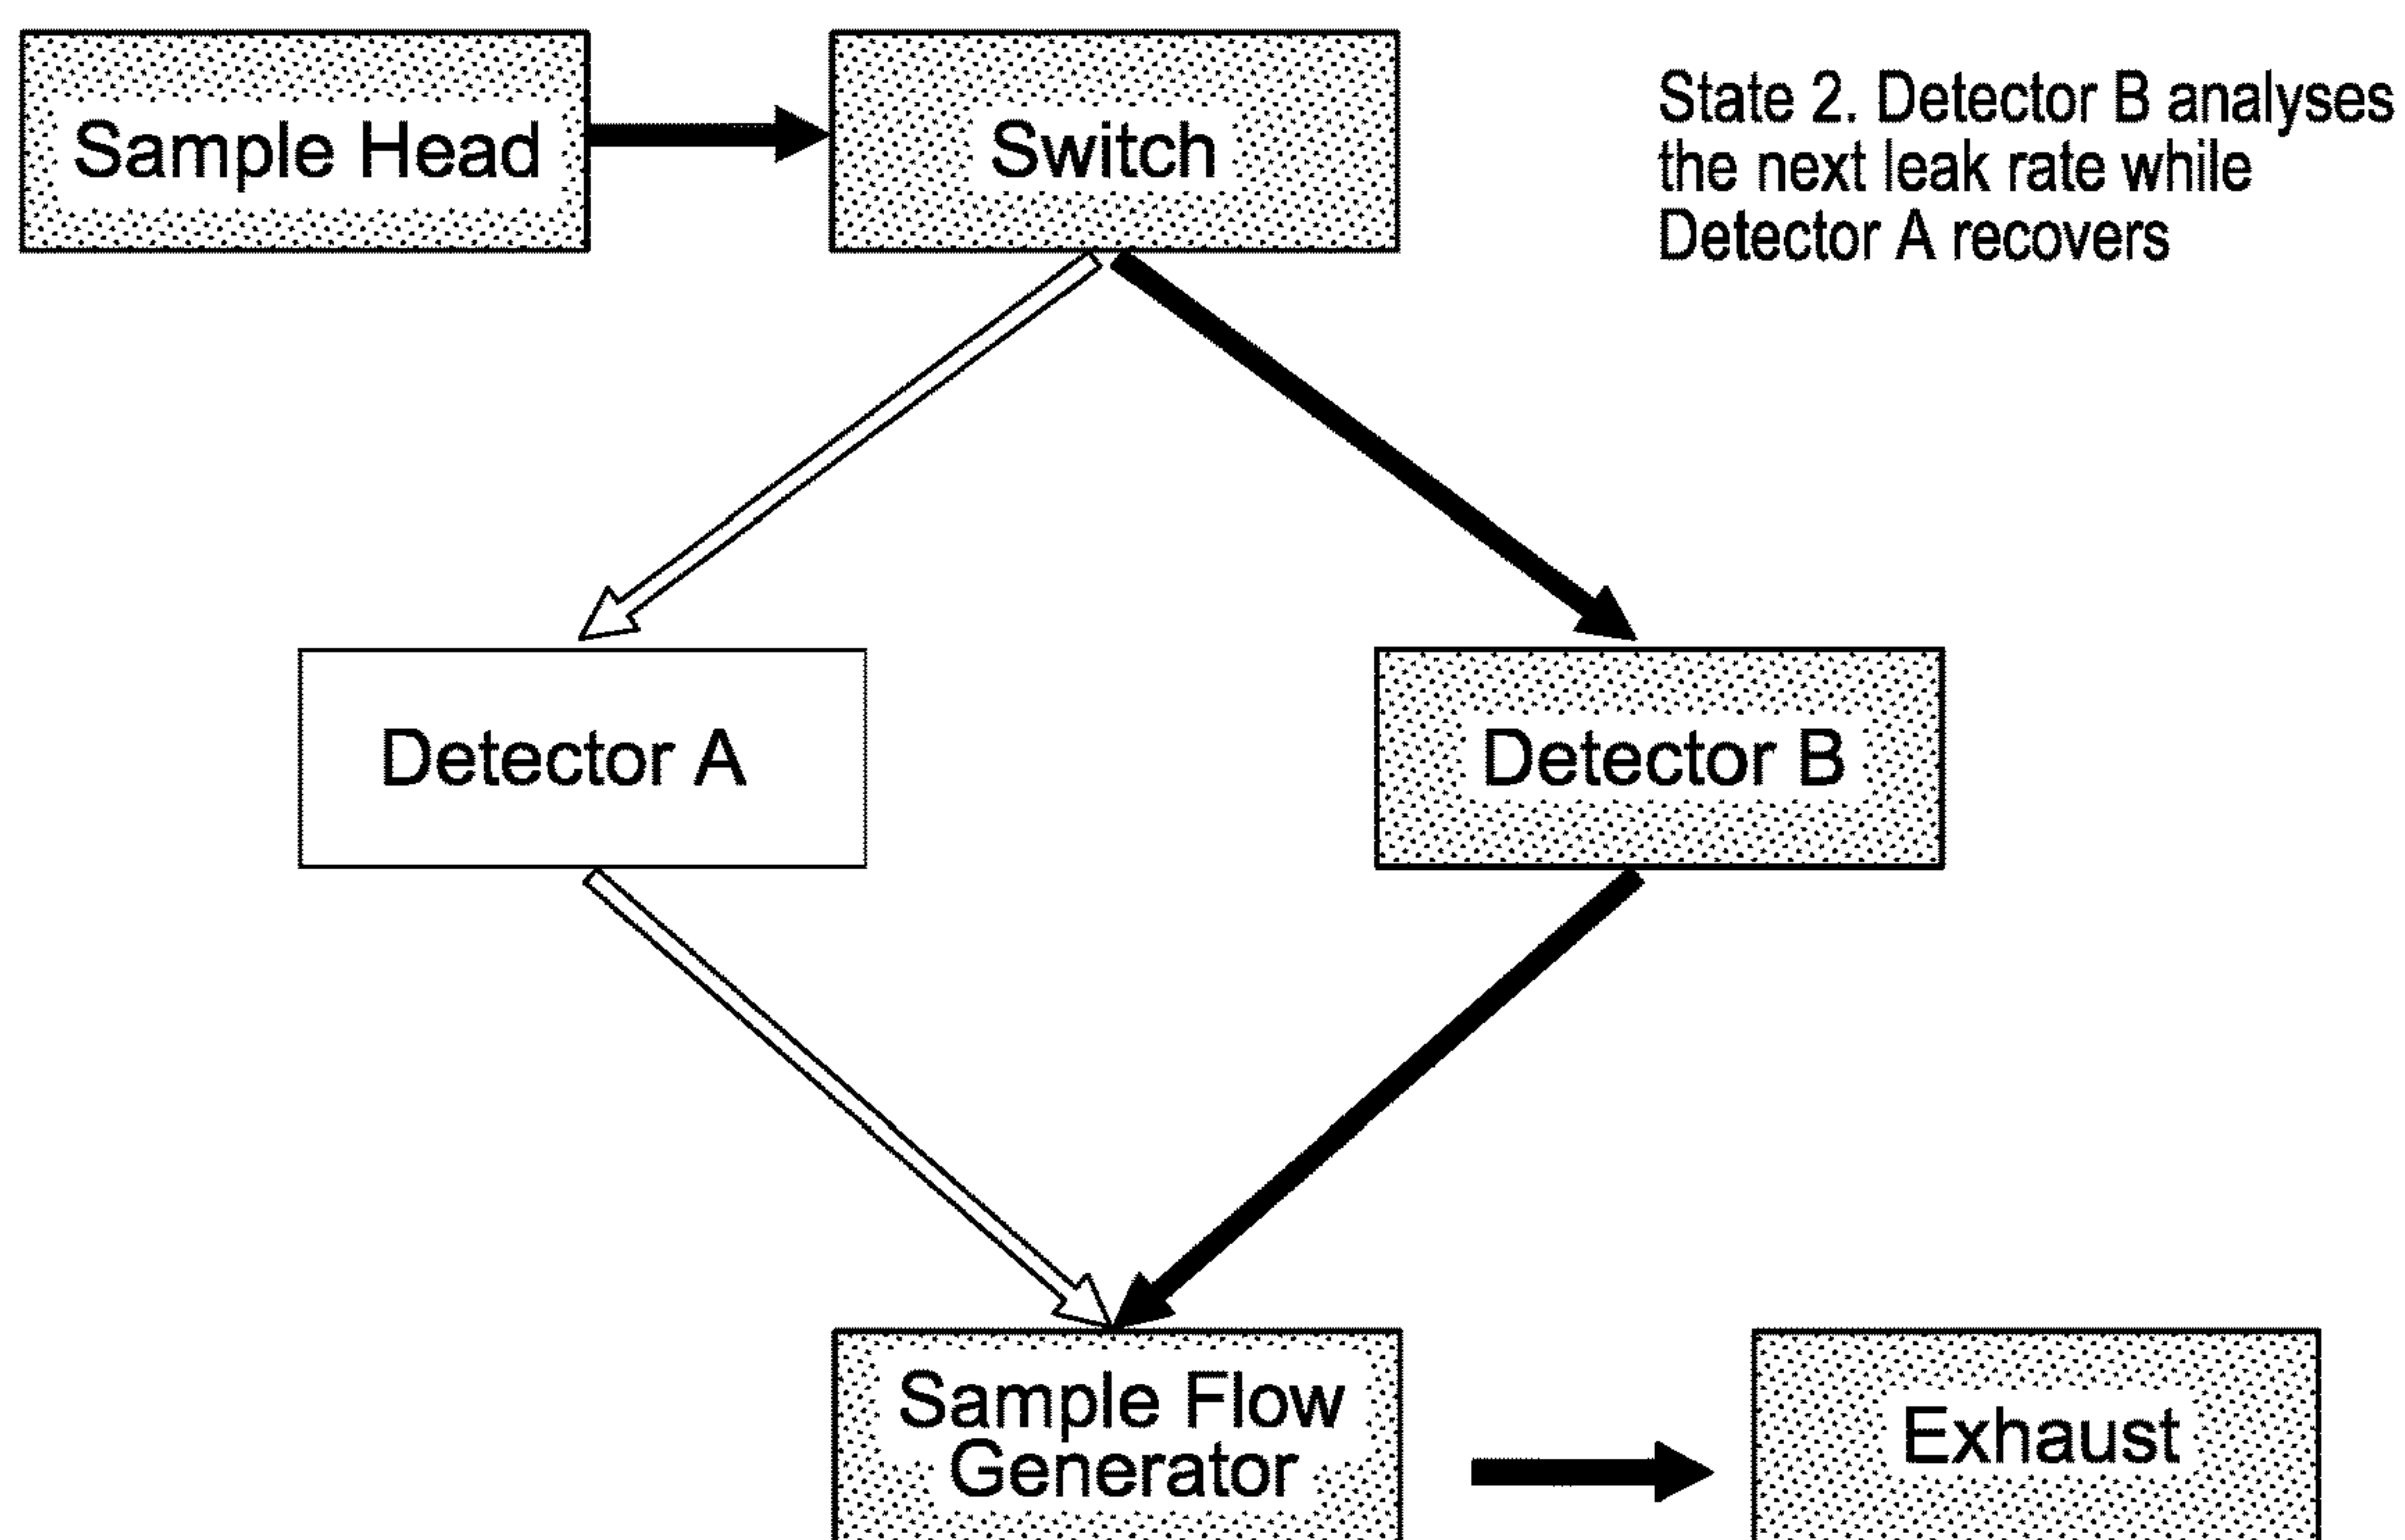 Sample Head
Switch
State 2. Detector B analyses
the next leak rate while
Detector A recovers
Detector A
Detector B
Sample Flow
Generator
Exhaust